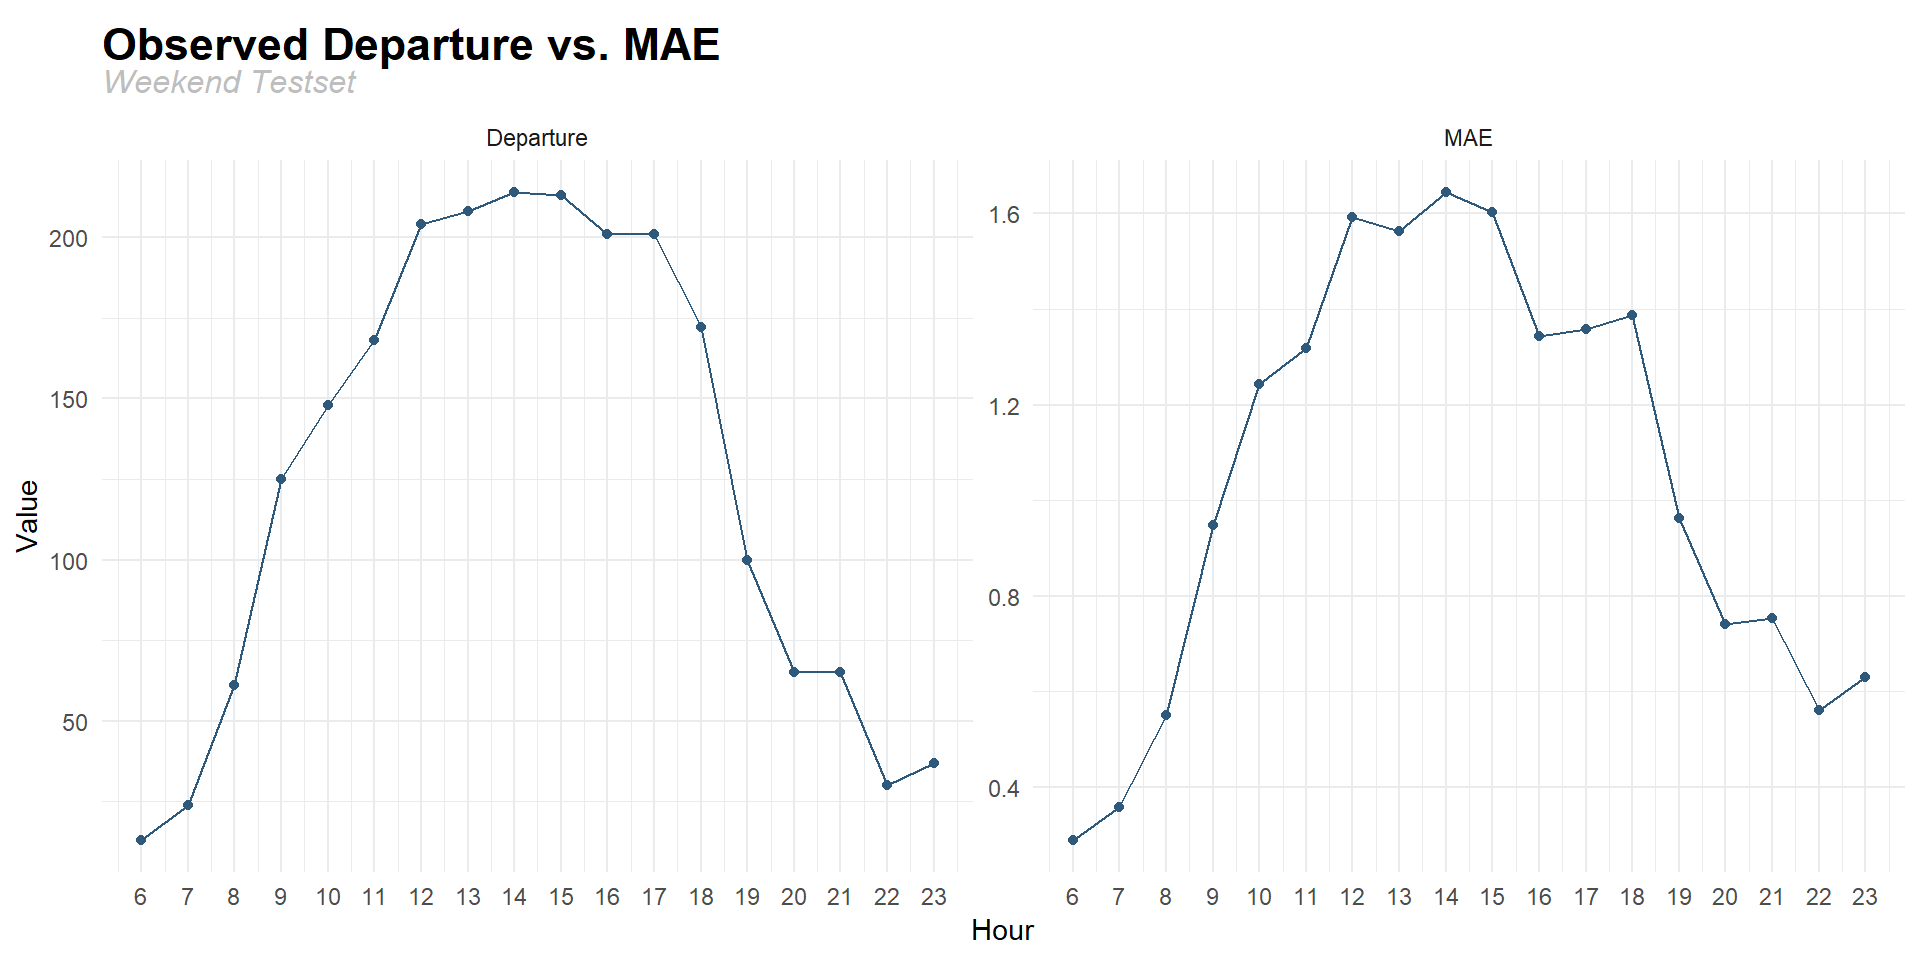 Observed Departure vs. MAE
Weekend Testset
Departure
MAE
Value
200
150
100
50
1.6
1.2
0.8
0.4
6 7 8 9 10 11 12 13 14 15 16 17 18 19 20 21 22 23
6 7 8 9 10 11 12 13 14 15 16 17 18 19 20 21 22 23
Hour